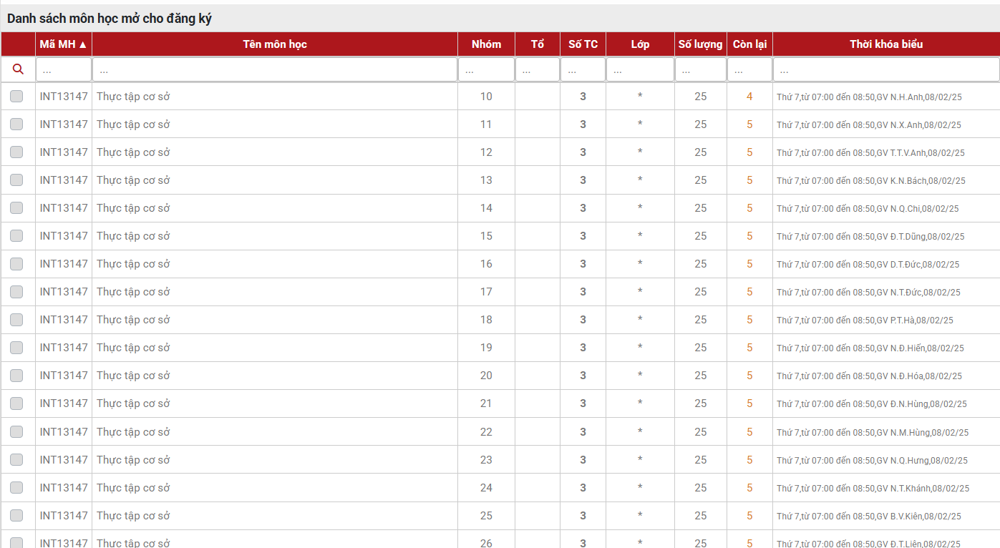 Danh sách môn học mở cho đăng ký
Mã MH ▲ Tên môn học Nhóm Tổ Số TC Lớp Số lượng Còn lại Thời khóa biểu
... ... ... ... ... ... ... ... ...
INT13147 Thực tập cơ sở 10 3 * 25 4 Thứ 7,từ 07:00 đến 08:50,GV N.H.Anh,08/02/25
INT13147 Thực tập cơ sở 11 3 * 25 5 Thứ 7,từ 07:00 đến 08:50,GV N.X.Anh,08/02/25
INT13147 Thực tập cơ sở 12 3 * 25 5 Thứ 7,từ 07:00 đến 08:50,GV T.T.V.Anh,08/02/25
INT13147 Thực tập cơ sở 13 3 * 25 5 Thứ 7,từ 07:00 đến 08:50,GV K.N.Bách,08/02/25
INT13147 Thực tập cơ sở 14 3 * 25 5 Thứ 7,từ 07:00 đến 08:50,GV N.Q.Chi,08/02/25
INT13147 Thực tập cơ sở 15 3 * 25 5 Thứ 7,từ 07:00 đến 08:50,GV Đ.T.Dũng,08/02/25
INT13147 Thực tập cơ sở 16 3 * 25 5 Thứ 7,từ 07:00 đến 08:50,GV D.T.Đức,08/02/25
INT13147 Thực tập cơ sở 17 3 * 25 5 Thứ 7,từ 07:00 đến 08:50,GV N.T.Đức,08/02/25
INT13147 Thực tập cơ sở 18 3 * 25 5 Thứ 7,từ 07:00 đến 08:50,GV P.T.Hà,08/02/25
INT13147 Thực tập cơ sở 19 3 * 25 5 Thứ 7,từ 07:00 đến 08:50,GV N.Đ.Hiến,08/02/25
INT13147 Thực tập cơ sở 20 3 * 25 5 Thứ 7,từ 07:00 đến 08:50,GV N.Đ.Hóa,08/02/25
INT13147 Thực tập cơ sở 21 3 * 25 5 Thứ 7,từ 07:00 đến 08:50,GV Đ.N.Hùng,08/02/25
INT13147 Thực tập cơ sở 22 3 * 25 5 Thứ 7,từ 07:00 đến 08:50,GV N.M.Hùng,08/02/25
INT13147 Thực tập cơ sở 23 3 * 25 5 Thứ 7,từ 07:00 đến 08:50,GV N.Q.Hưng,08/02/25
INT13147 Thực tập cơ sở 24 3 * 25 5 Thứ 7,từ 07:00 đến 08:50,GV N.T.Khánh,08/02/25
INT13147 Thực tập cơ sở 25 3 * 25 5 Thứ 7,từ 07:00 đến 08:50,GV B.V.Kiên,08/02/25
INT13147 Thực tập cơ sở 26 3 * 25 5 Thứ 7,từ 07:00 đến 08:50,GV Đ.T.Liên,08/02/25